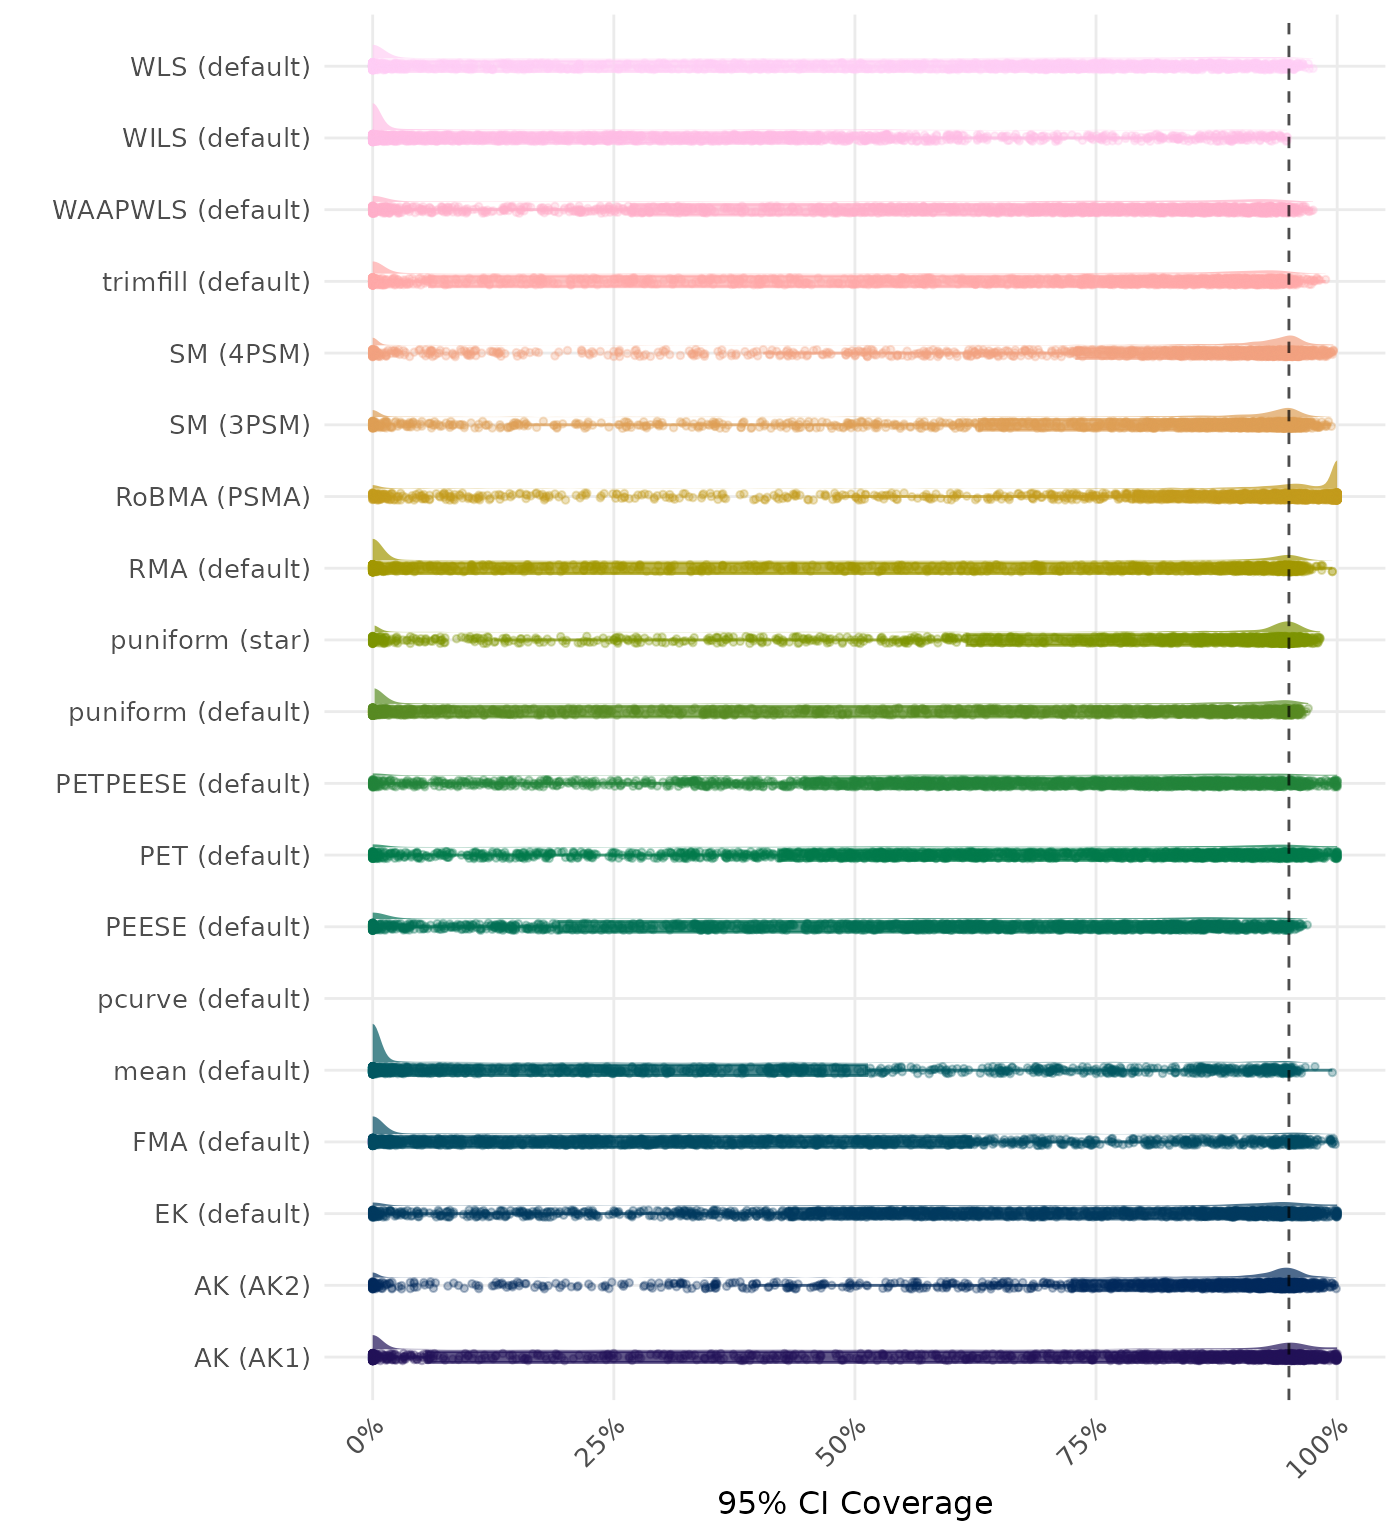 WLS (default)
WILS (default)
WAAPWLS (default)
trimfill (default)
SM (4PSM)
SM (3PSM)
RoBMA (PSMA)
RMA (default)
puniform (star)
puniform (default)
PETPEESE (default)
PET (default)
PEESE (default)
pcurve (default)
mean (default)
FMA (default)
EK (default)
AK (AK2)
AK (AK1)
0% 25% 50% 75% 100%
95% CI Coverage